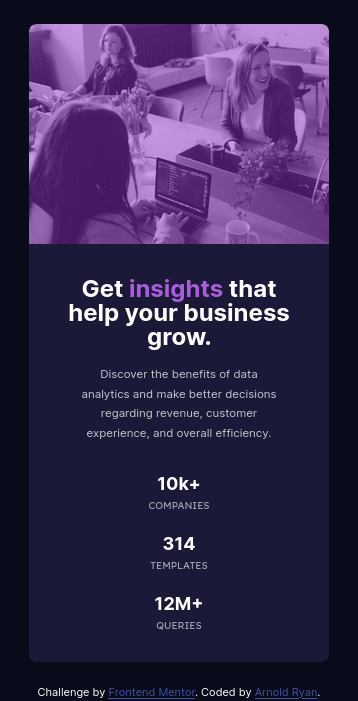 Get insights that
help your business
grow.
Discover the benefits of data
analytics and make better decisions
regarding revenue, customer
experience, and overall efficiency.
10k+
COMPANIES
314
TEMPLATES
12M+
QUERIES
Challenge by Frontend Mentor. Coded by Arnold Ryan.